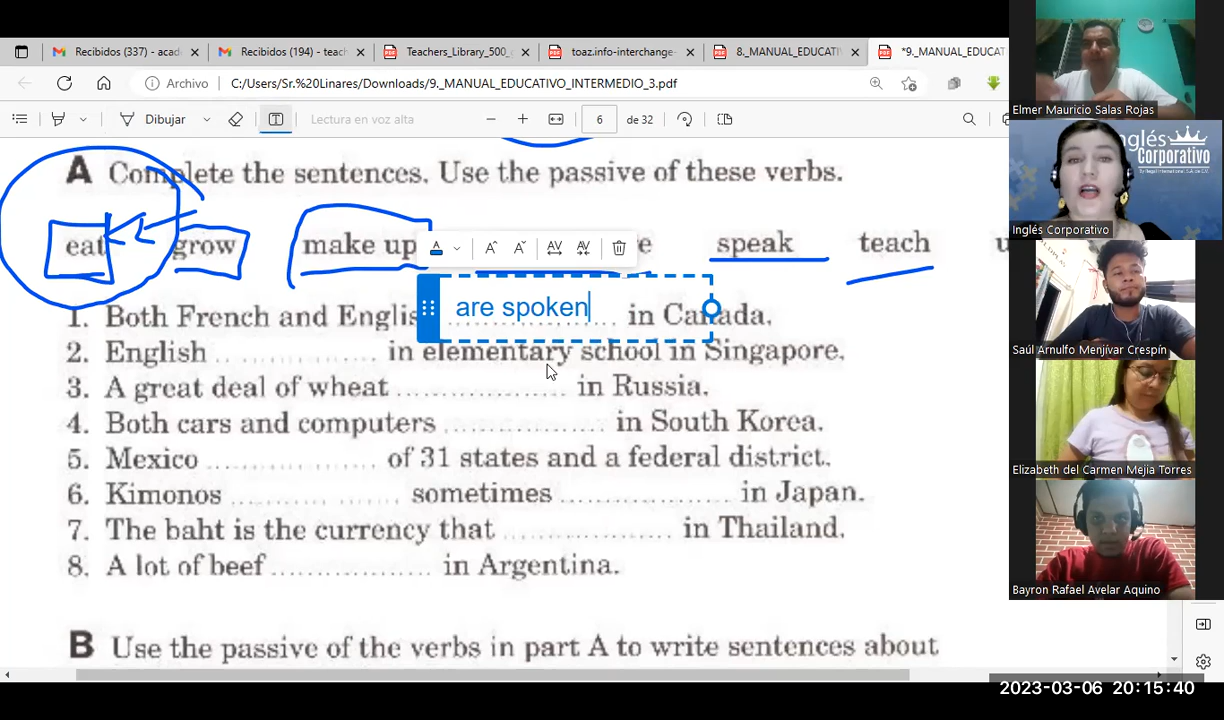 Recibidos (337) - acad
Recibidos (194) - teach
Teachers_Library_500_
toaz.info-interchange-
8._MANUAL_EDUCATIV
*9._MANUAL_EDUCAT
Archivo
C:/Users/Sr.%20Linares/Downloads/9._MANUAL_EDUCATIVO_INTERMEDIO_3.pdf
Dibujar
Lectura en voz alta
6 de 32
A Complete the sentences. Use the passive of these verbs.
eat grow make up e speak teach u
are spoken
1. Both French and Englis ................ in Canada.
2. English ................ in elementary school in Singapore.
3. A great deal of wheat ................ in Russia.
4. Both cars and computers ................ in South Korea.
5. Mexico ................ of 31 states and a federal district.
6. Kimonos ................ sometimes ................ in Japan.
7. The baht is the currency that ................ in Thailand.
8. A lot of beef ................ in Argentina.
B Use the passive of the verbs in part A to write sentences about
Elmer Mauricio Salas Rojas
nglés
Corporativo
Inglés Corporativo
Saúl Arnulfo Menjívar Crespín
Elizabeth del Carmen Mejia Torres
Bayron Rafael Avelar Aquino
2023-03-06 20:15:40